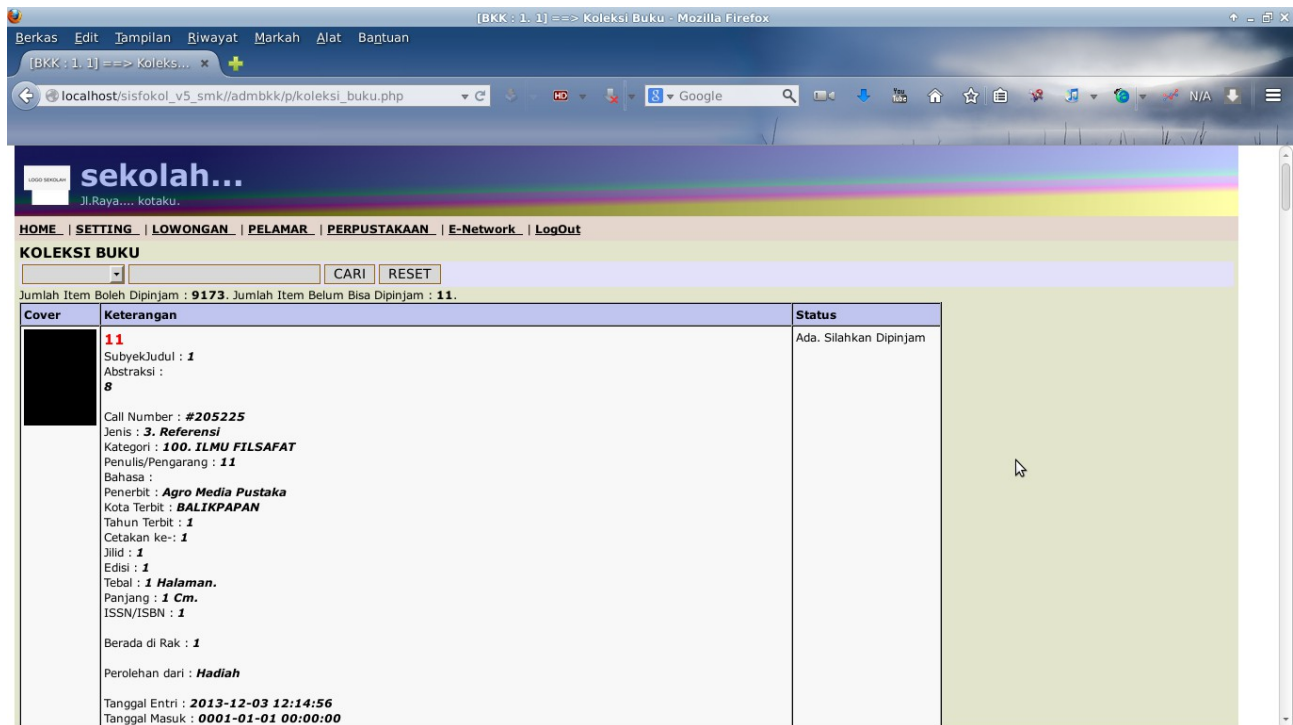 [BKK : 1. 1] ==> Koleksi Buku - Mozilla Firefox
Berkas Edit Tampilan Riwayat Markah Alat Bantuan
[BKK : 1. 1] ==> Koleks...
localhost/sisfokol_v5_smk//admbkk/p/koleksi_buku.php HD Google You Tube N/A
LOGO SEKOLAH
sekolah...
Jl.Raya.... kotaku.
HOME | SETTING | LOWONGAN | PELAMAR | PERPUSTAKAAN | E-Network | LogOut
KOLEKSI BUKU
CARI RESET
Jumlah Item Boleh Dipinjam : 9173. Jumlah Item Belum Bisa Dipinjam : 11.
Cover Keterangan Status
11 Ada. Silahkan Dipinjam
SubyekJudul : 1
Abstraksi :
8
Call Number : #205225
Jenis : 3. Referensi
Kategori : 100. ILMU FILSAFAT
Penulis/Pengarang : 11
Bahasa :
Penerbit : Agro Media Pustaka
Kota Terbit : BALIKPAPAN
Tahun Terbit : 1
Cetakan ke-: 1
Jilid : 1
Edisi : 1
Tebal : 1 Halaman.
Panjang : 1 Cm.
ISSN/ISBN : 1
Berada di Rak : 1
Perolehan dari : Hadiah
Tanggal Entri : 2013-12-03 12:14:56
Tanggal Masuk : 0001-01-01 00:00:00